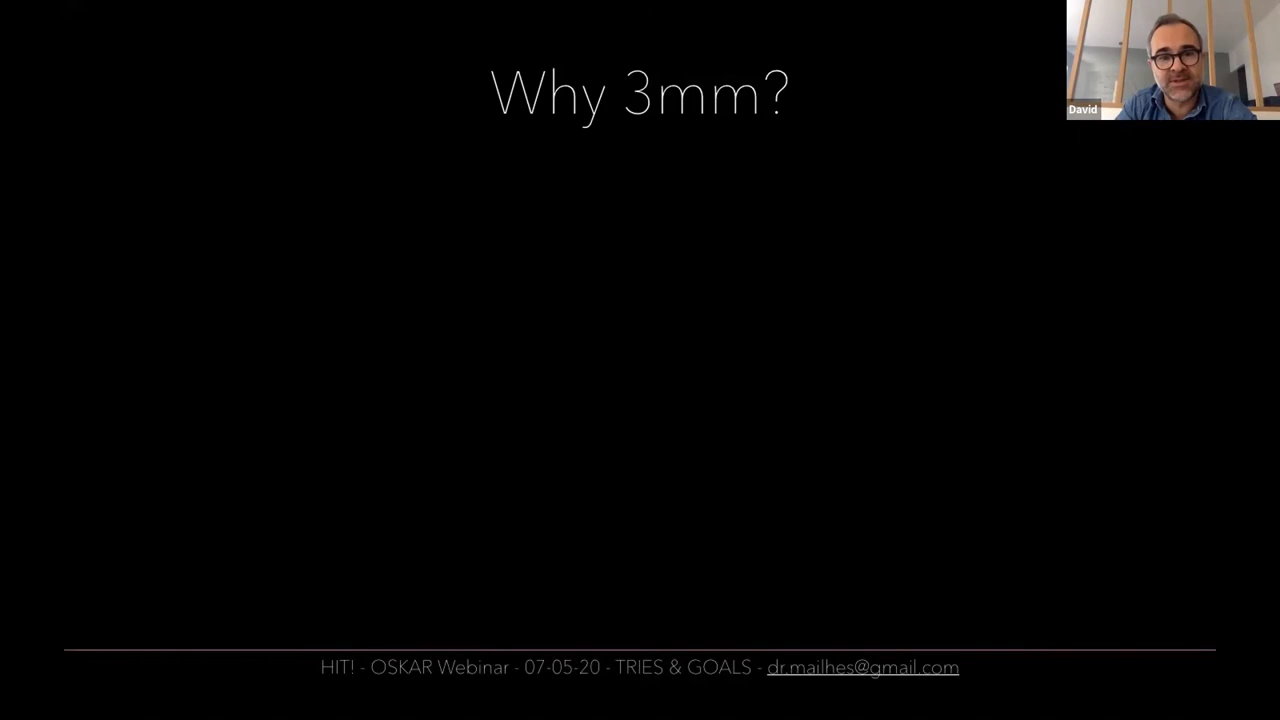 Why 3mm?
David
HIT! - OSKAR Webinar - 07-05-20 - TRIES & GOALS - dr.mailhes@gmail.com